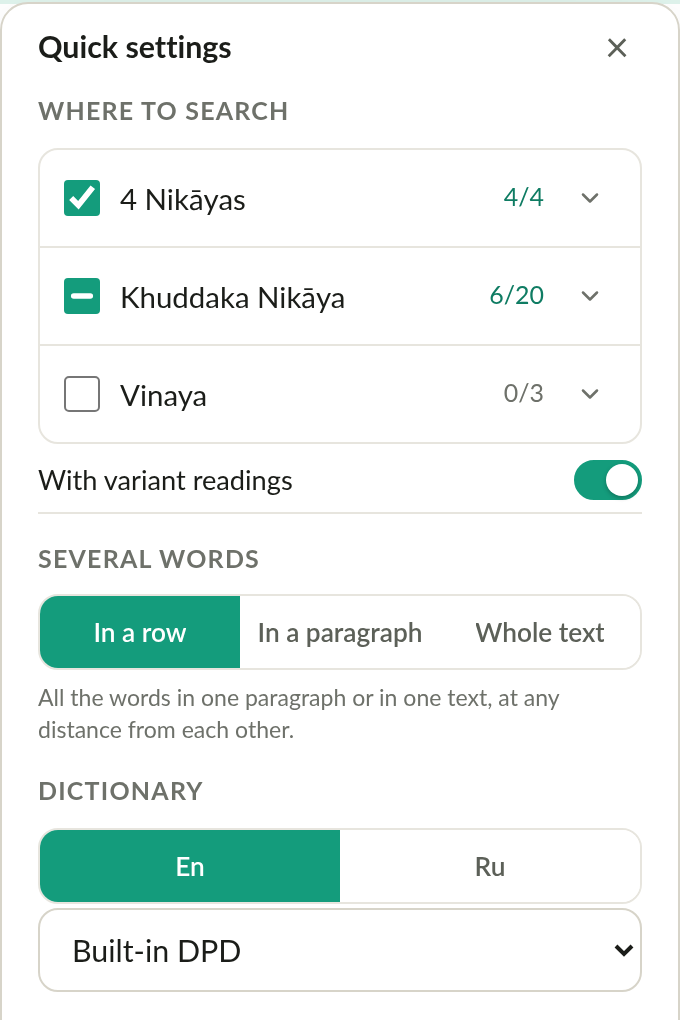 Quick settings
WHERE TO SEARCH
4 Nikāyas 4/4
Khuddaka Nikāya 6/20
Vinaya 0/3
With variant readings
SEVERAL WORDS
In a row In a paragraph Whole text
All the words in one paragraph or in one text, at any
distance from each other.
DICTIONARY
En Ru
Built-in DPD